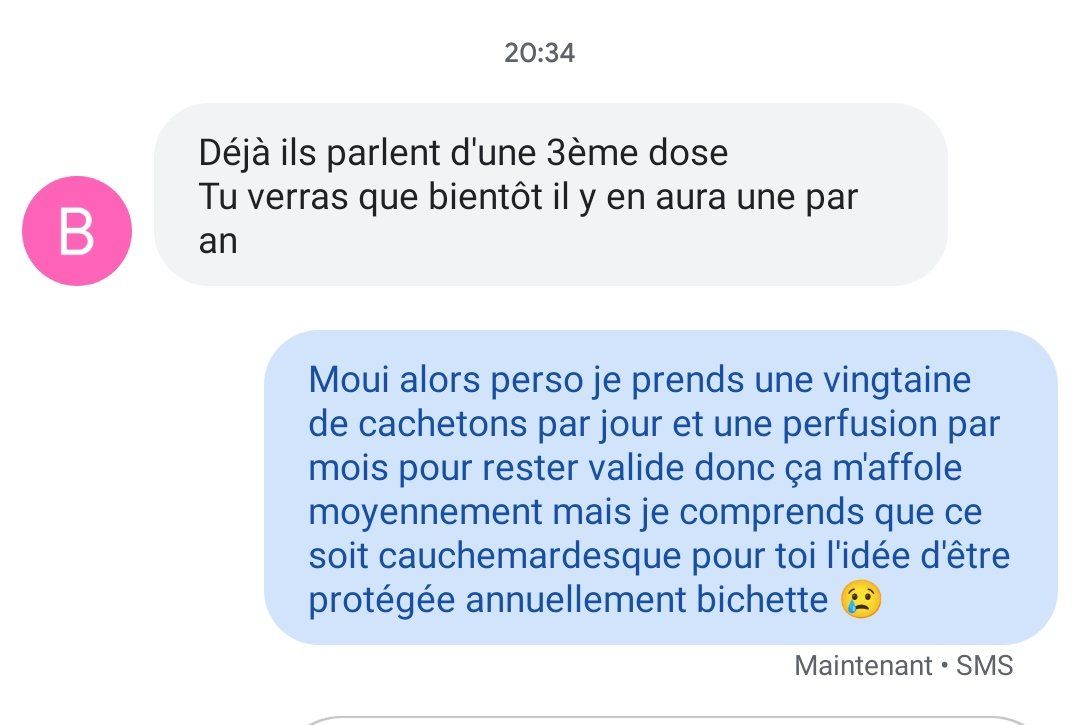 20:34
Déjà ils parlent d'une 3ème dose
Tu verras que bientôt il y en aura une par
an
B
Moui alors perso je prends une vingtaine
de cachetons par jour et une perfusion par
mois pour rester valide donc ça m'affole
moyennement mais je comprends que ce
soit cauchemardesque pour toi l'idée d'être
protégée annuellement bichette 😢
Maintenant • SMS